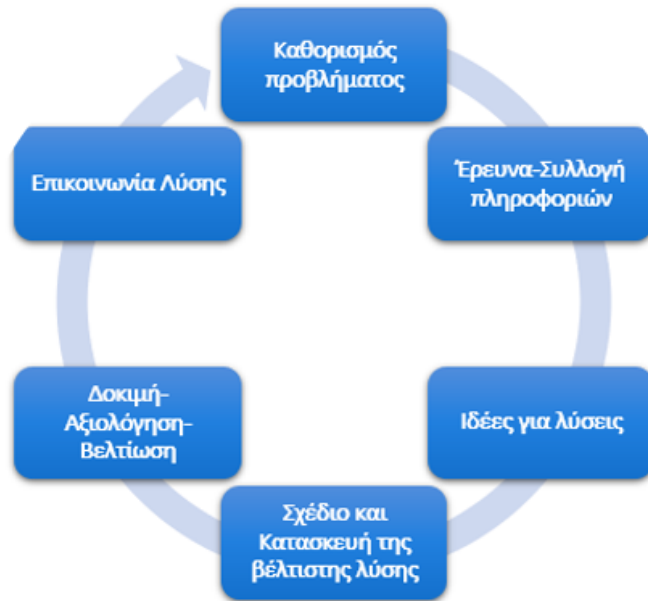 Καθορισμός
προβλήματος
Έρευνα-Συλλογή
πληροφοριών
Ιδέες για λύσεις
Σχέδιο και
Κατασκευή της
βέλτιστης λύσης
Δοκιμή-
Αξιολόγηση-
Βελτίωση
Επικοινωνία Λύσης